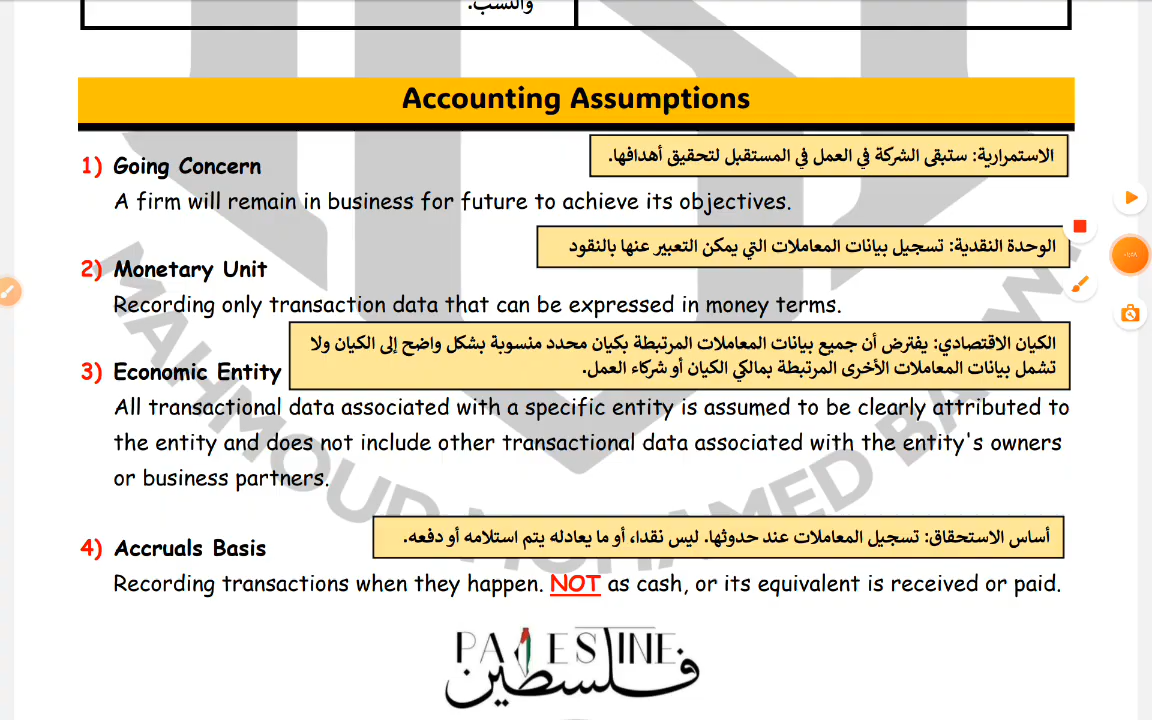 والنسب.
Accounting Assumptions
1) Going Concern
الاستمرارية: ستبقى الشركة في العمل في المستقبل لتحقيق أهدافها.
A firm will remain in business for future to achieve its objectives.
الوحدة النقدية: تسجيل بيانات المعاملات التي يمكن التعبير عنها بالنقود
2) Monetary Unit
Recording only transaction data that can be expressed in money terms.
الكيان الاقتصادي: يفترض أن جميع بيانات المعاملات المرتبطة بكيان محدد منسوبة بشكل واضح إلى الكيان ولا
تشمل بيانات المعاملات الأخرى المرتبطة بمالكي الكيان أو شركاء العمل.
3) Economic Entity
All transactional data associated with a specific entity is assumed to be clearly attributed to
the entity and does not include other transactional data associated with the entity's owners
or business partners.
أساس الاستحقاق: تسجيل المعاملات عند حدوثها. ليس نقداء أو ما يعادله يتم استلامه أو دفعه.
4) Accruals Basis
Recording transactions when they happen. NOT as cash, or its equivalent is received or paid.
PALESTINE
فلسطين
MAHMOUD MOHAMED